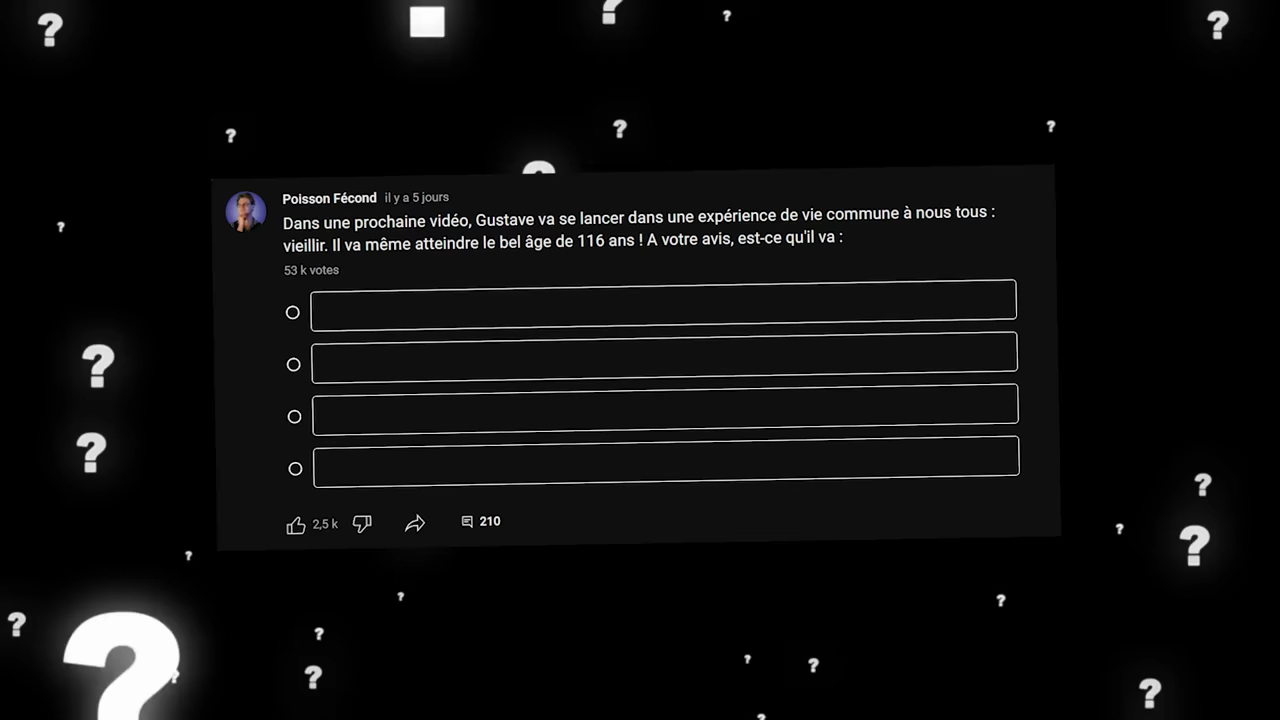 Poisson Fécond il y a 5 jours
Dans une prochaine vidéo, Gustave va se lancer dans une expérience de vie commune à nous tous :
vieillir. Il va même atteindre le bel âge de 116 ans ! A votre avis, est-ce qu'il va :
53 k votes
2,5 k 210